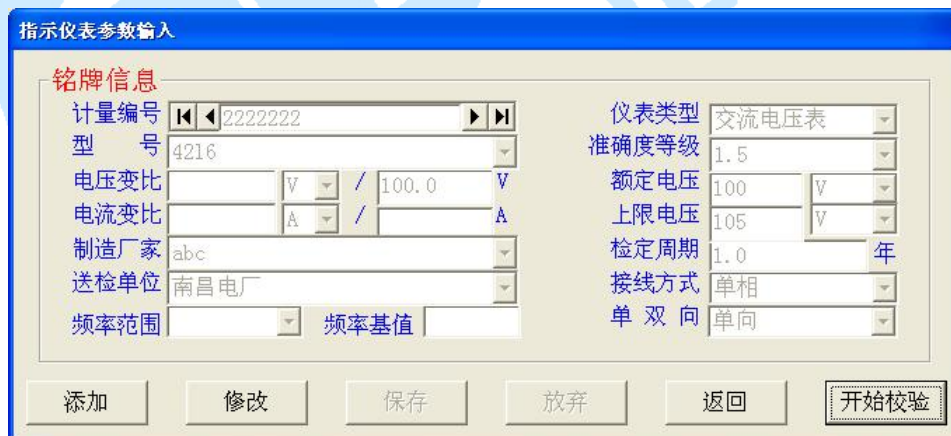 指示仪表参数输入
铭牌信息
计量编号 2222222 仪表类型 交流电压表
型 号 4216 准确度等级 1.5
电压变比 V / 100.0 V 额定电压 100 V
电流变比 A / A 上限电压 105 V
制造厂家 abc 检定周期 1.0 年
送检单位 南昌电厂 接线方式 单相
频率范围 频率基值 单 双 向 单向
添加 修改 保存 放弃 返回 开始校验